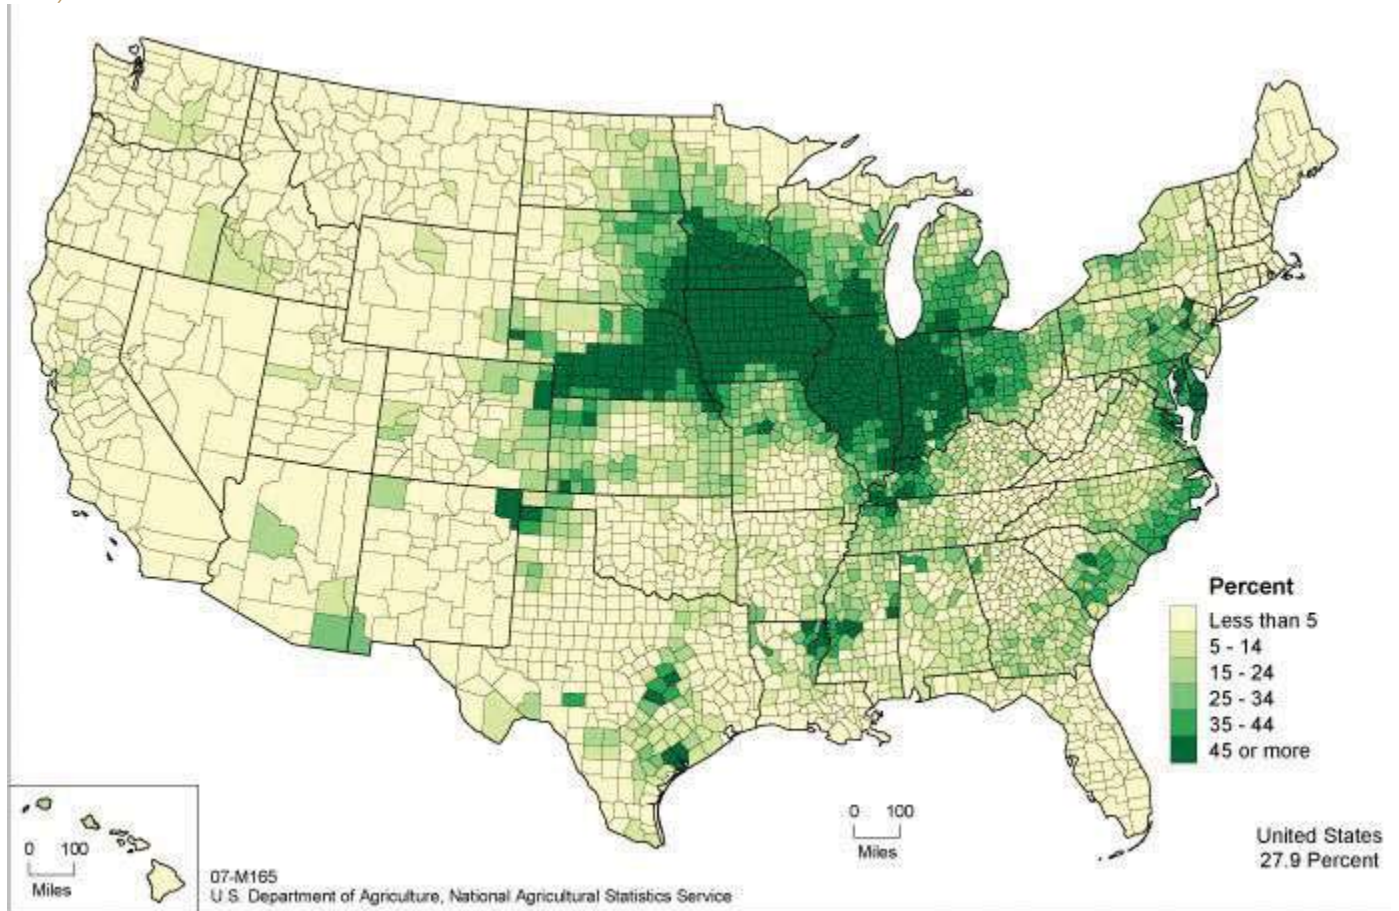 Percent
Less than 5
5 - 14
15 - 24
25 - 34
35 - 44
45 or more
0 100
Miles
0 100
Miles
United States
27.9 Percent
07-M165
U.S. Department of Agriculture, National Agricultural Statistics Service